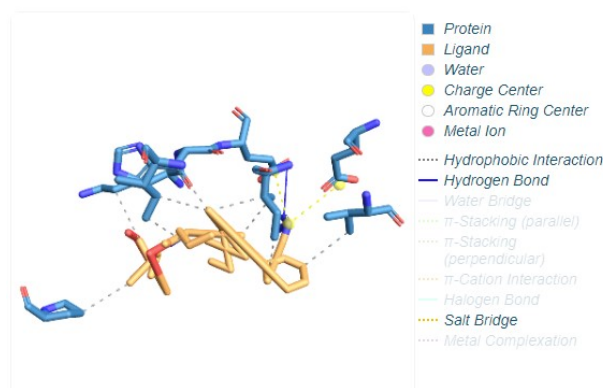 Protein
Ligand
Water
Charge Center
Aromatic Ring Center
Metal Ion
Hydrophobic Interaction
Hydrogen Bond
Water Bridge
π-Stacking (parallel)
π-Stacking
(perpendicular)
π-Cation Interaction
Halogen Bond
Salt Bridge
Metal Complexation